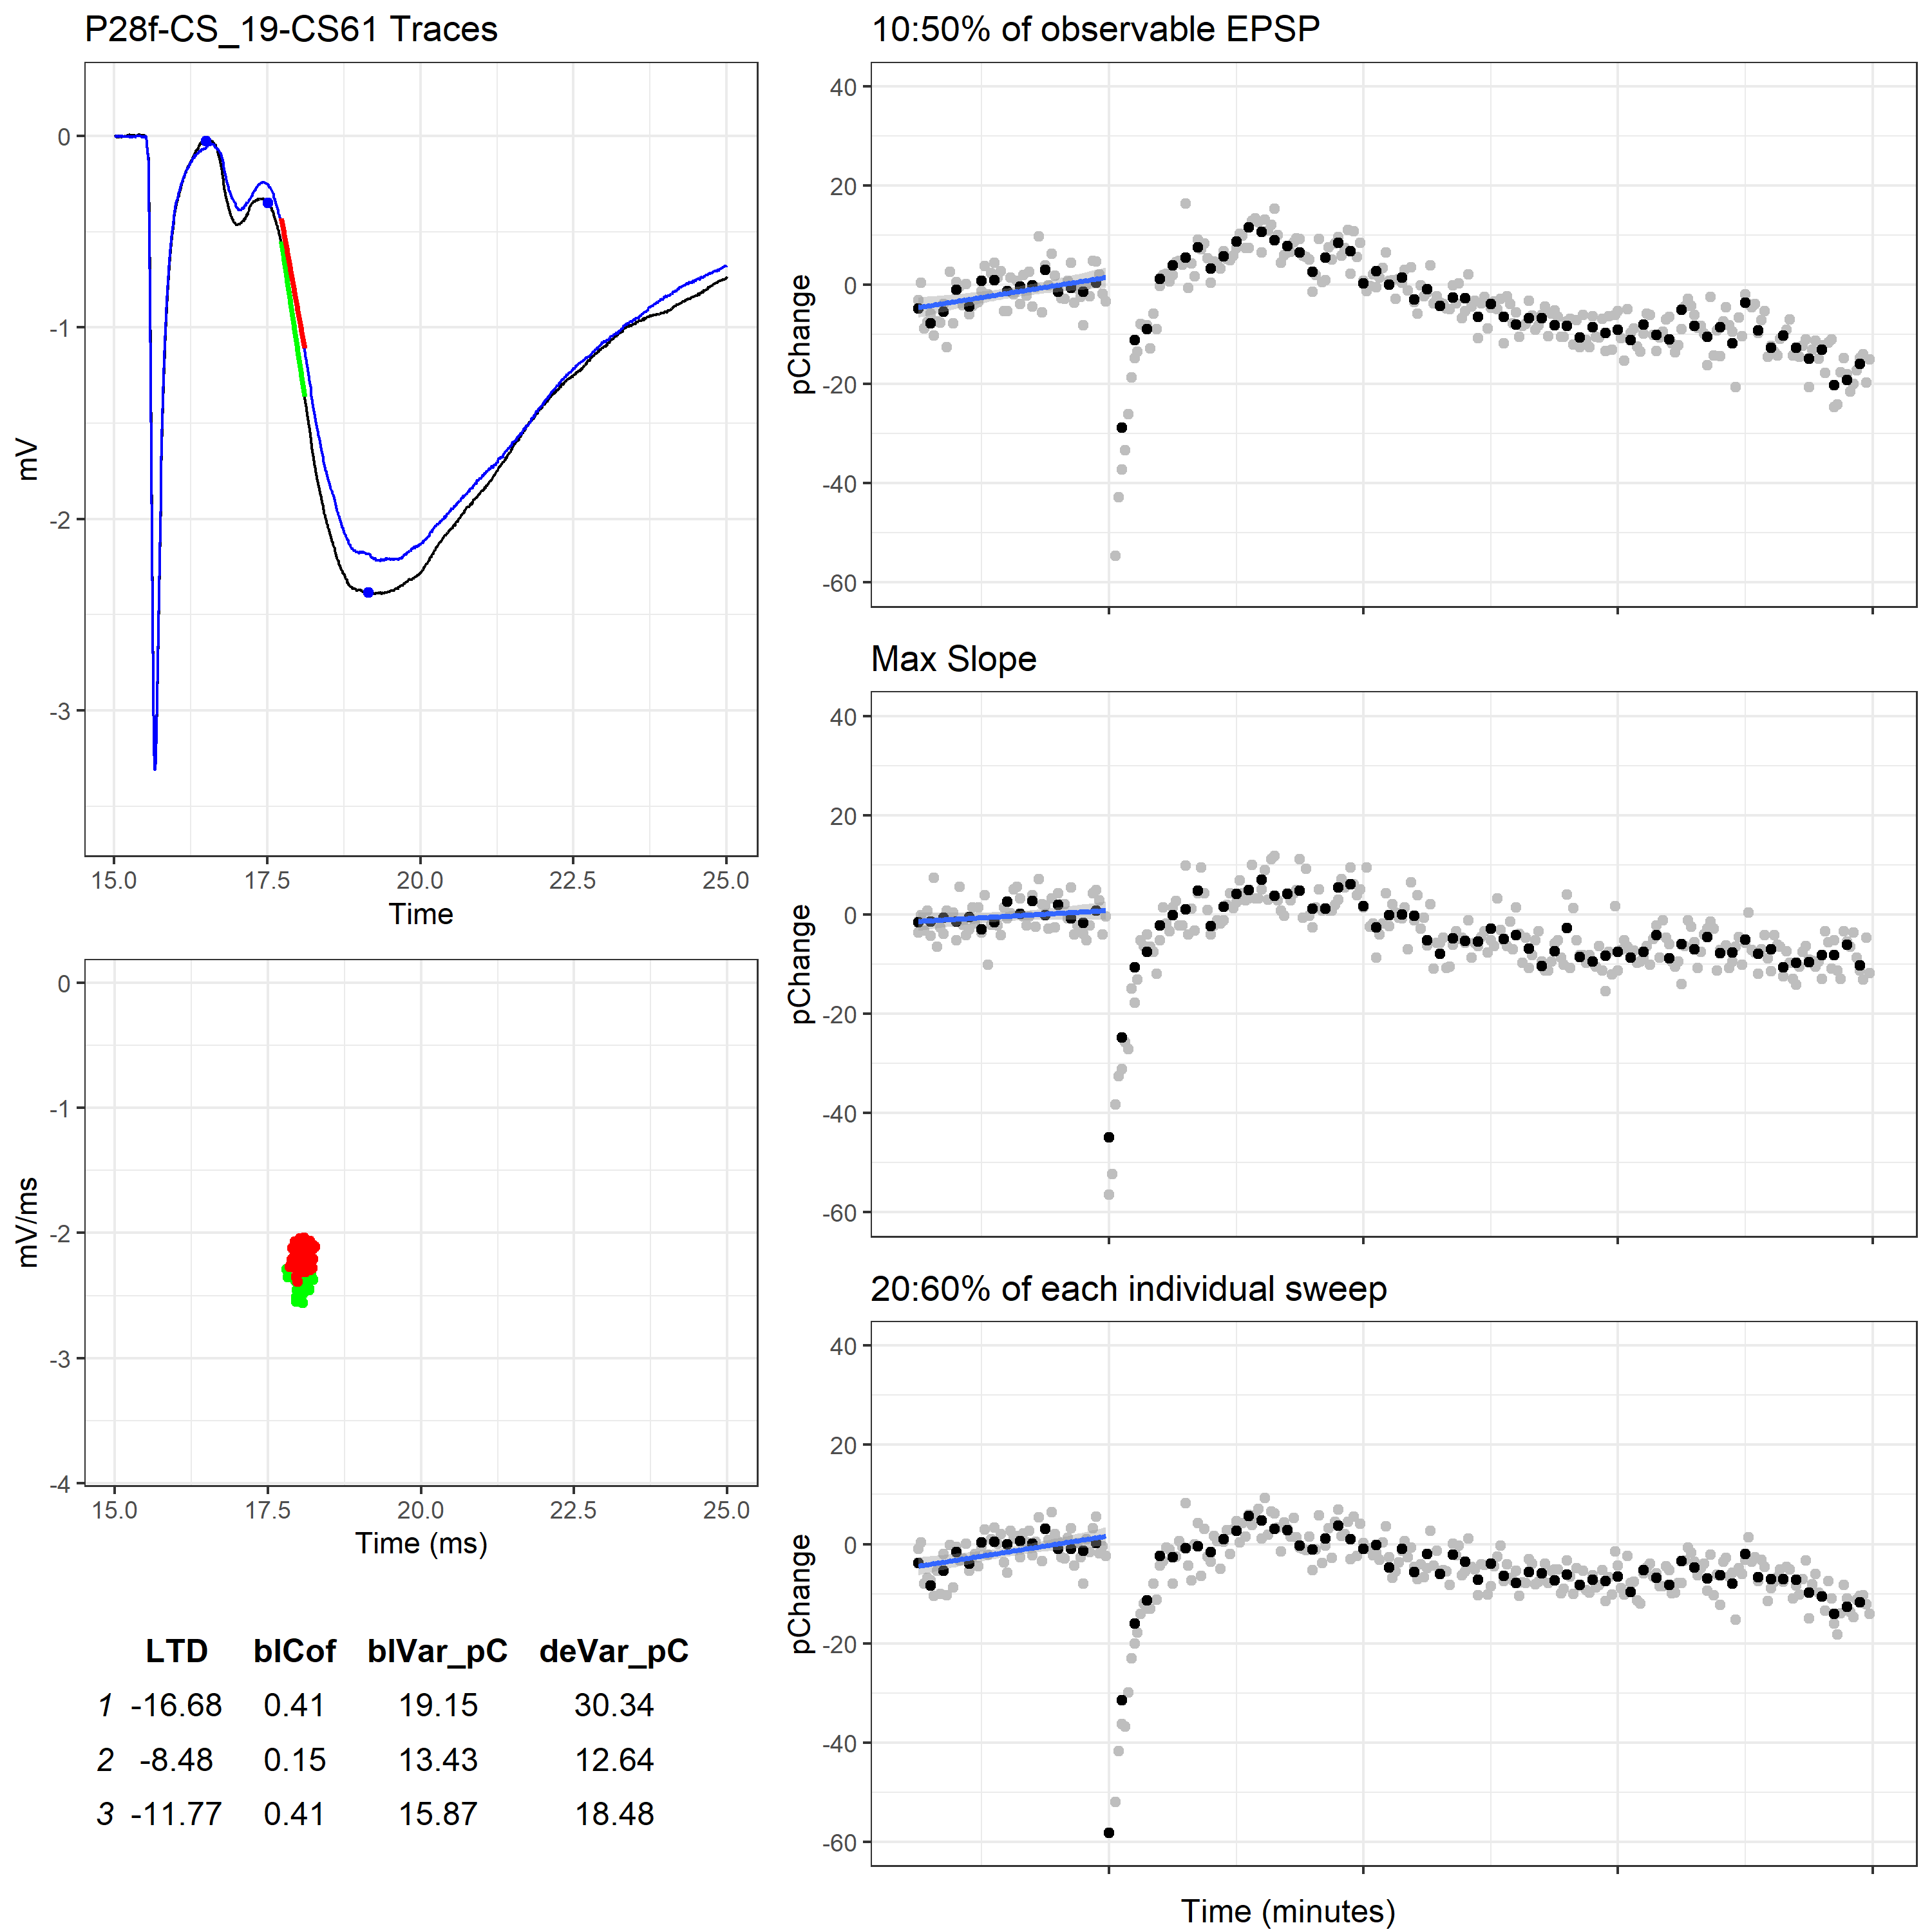 P28f-CS_19-CS61 Traces
0
-1
-2
-3
mV
15.0 17.5 20.0 22.5 25.0
Time
0
-1
-2
-3
-4
mV/ms
15.0 17.5 20.0 22.5 25.0
Time (ms)
LTD blCof blVar_pC deVar_pC
1 -16.68 0.41 19.15 30.34
2 -8.48 0.15 13.43 12.64
3 -11.77 0.41 15.87 18.48
10:50% of observable EPSP
40
20
0
-20
-40
-60
pChange
Max Slope
40
20
0
-20
-40
-60
pChange
20:60% of each individual sweep
40
20
0
-20
-40
-60
pChange
Time (minutes)